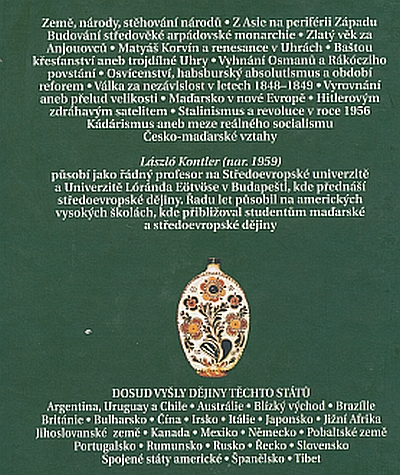 Země, národy, stěhování národů • Z Asie na periférii Západu
Budování středověké arpádovské monarchie • Zlatý věk za
Anjouovců • Matyáš Korvín a renesance v Uhrách • Baštou
křesťanství aneb trojdílné Uhry • Vyhnání Osmanů a Rákócziho
povstání • Osvícenství, habsburský absolutismus a období
reforem • Válka za nezávislost v letech 1848–1849 • Vyrovnání
aneb přelud velikosti • Maďarsko v nové Evropě • Hitlerovým
zdráhavým satelitem • Stalinismus a revoluce v roce 1956
Kádárismus aneb meze reálného socialismu
Česko-maďarské vztahy
László Kontler (nar. 1959)
působí jako řádný profesor na Středoevropské univerzitě
a Univerzitě Lóránda Eötvöse v Budapešti, kde přednáší
středoevropské dějiny. Řadu let působil na amerických
vysokých školách, kde přibližoval studentům maďarské
a středoevropské dějiny
DOSUD VYŠLY DĚJINY TĚCHTO STÁTŮ
Argentina, Uruguay a Chile • Austrálie • Blízký východ • Brazílie
Británie • Bulharsko • Čína • Irsko • Itálie • Japonsko • Jižní Afrika
Jihoslovanské země • Kanada • Mexiko • Německo • Pobaltské země
Portugalsko • Rumunsko • Rusko • Řecko • Slovensko
Spojené státy americké • Španělsko • Tibet